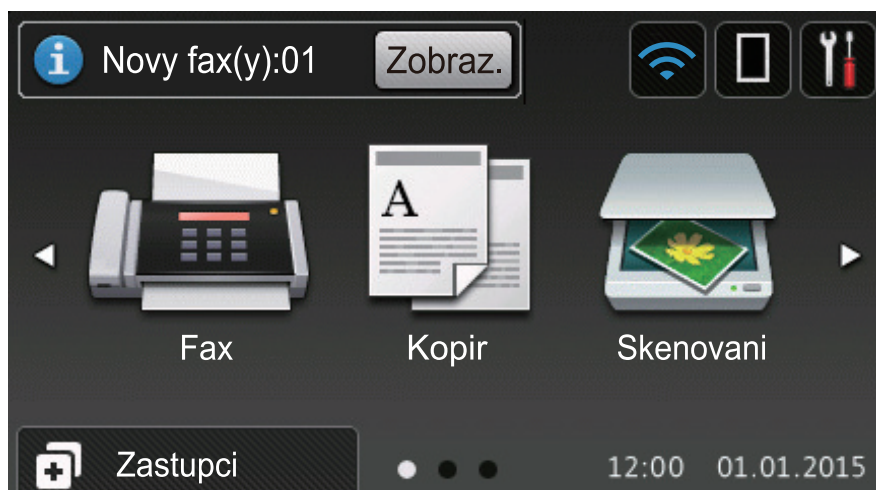 Novy fax(y):01 Zobraz.
A
Fax Kopir Skenovani
Zastupci 12:00 01.01.2015